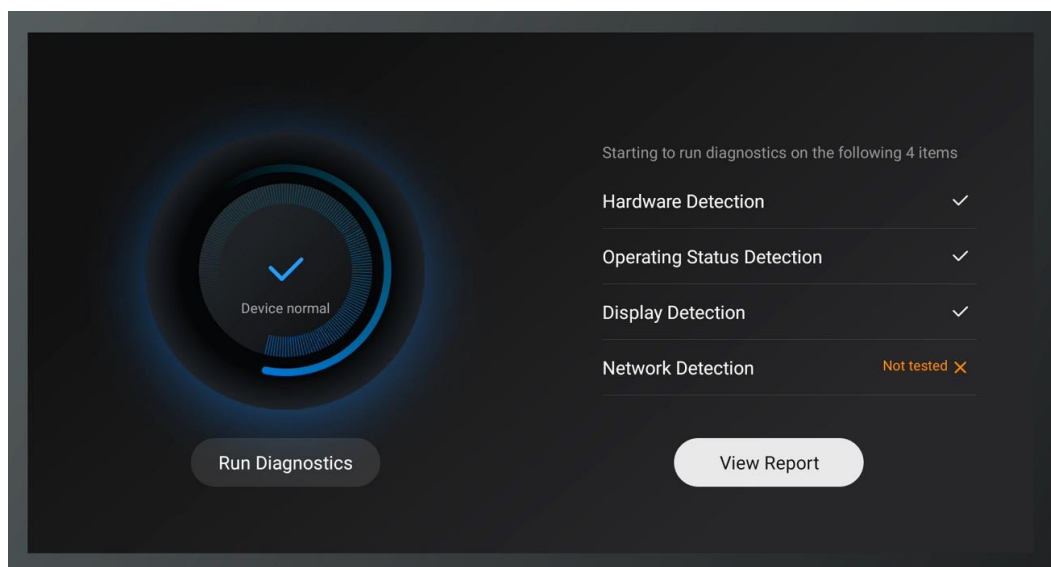 Device normal
Run Diagnostics
Starting to run diagnostics on the following 4 items
Hardware Detection
Operating Status Detection
Display Detection
Network Detection Not tested
View Report